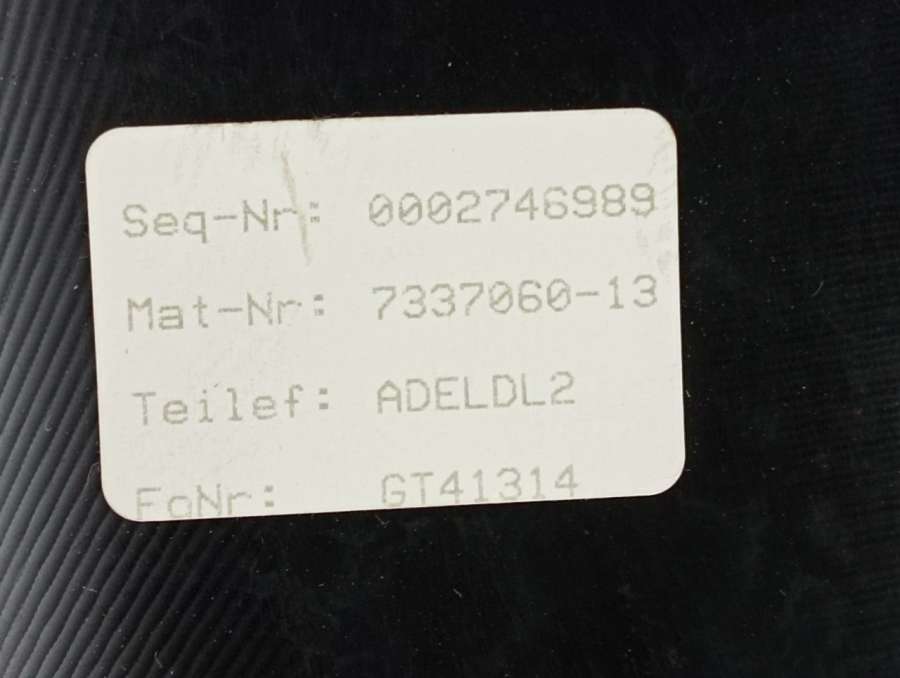 Seq-Nr: 0002746989
Mat-Nr: 7337060-13
Teilef: ADELDL2
FgNr: GT41314